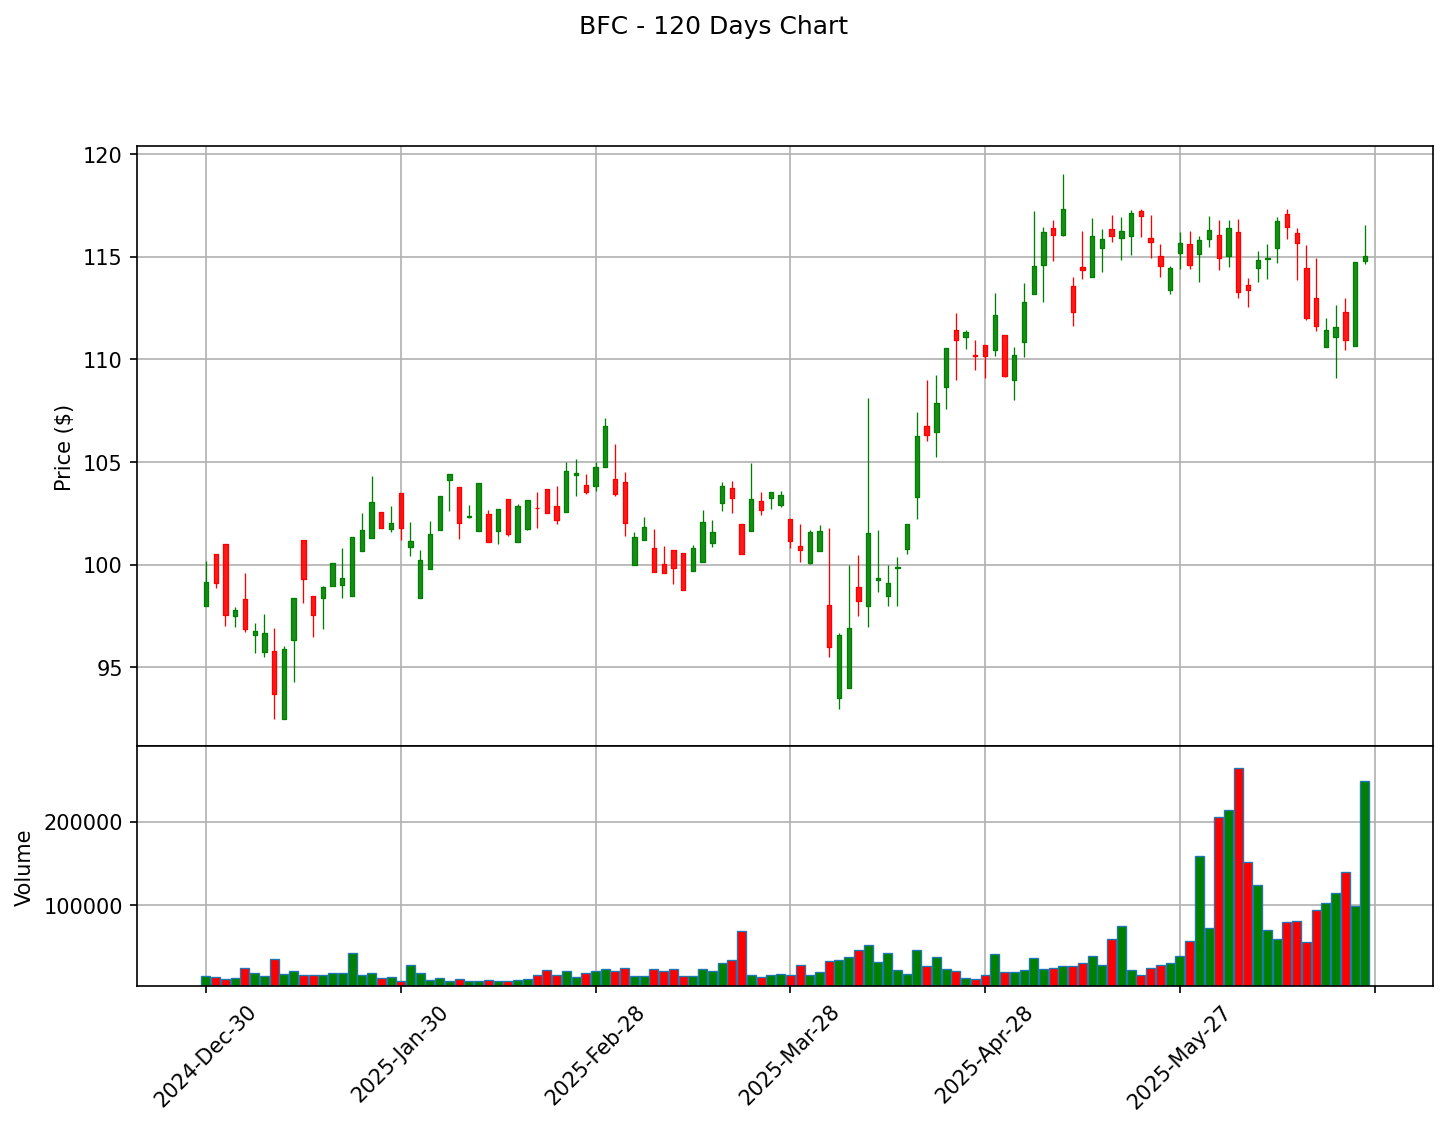 BFC - 120 Days Chart
120
115
110
105
100
95
Price ($)
200000
100000
Volume
2024-Dec-30
2025-Jan-30
2025-Feb-28
2025-Mar-28
2025-Apr-28
2025-May-27